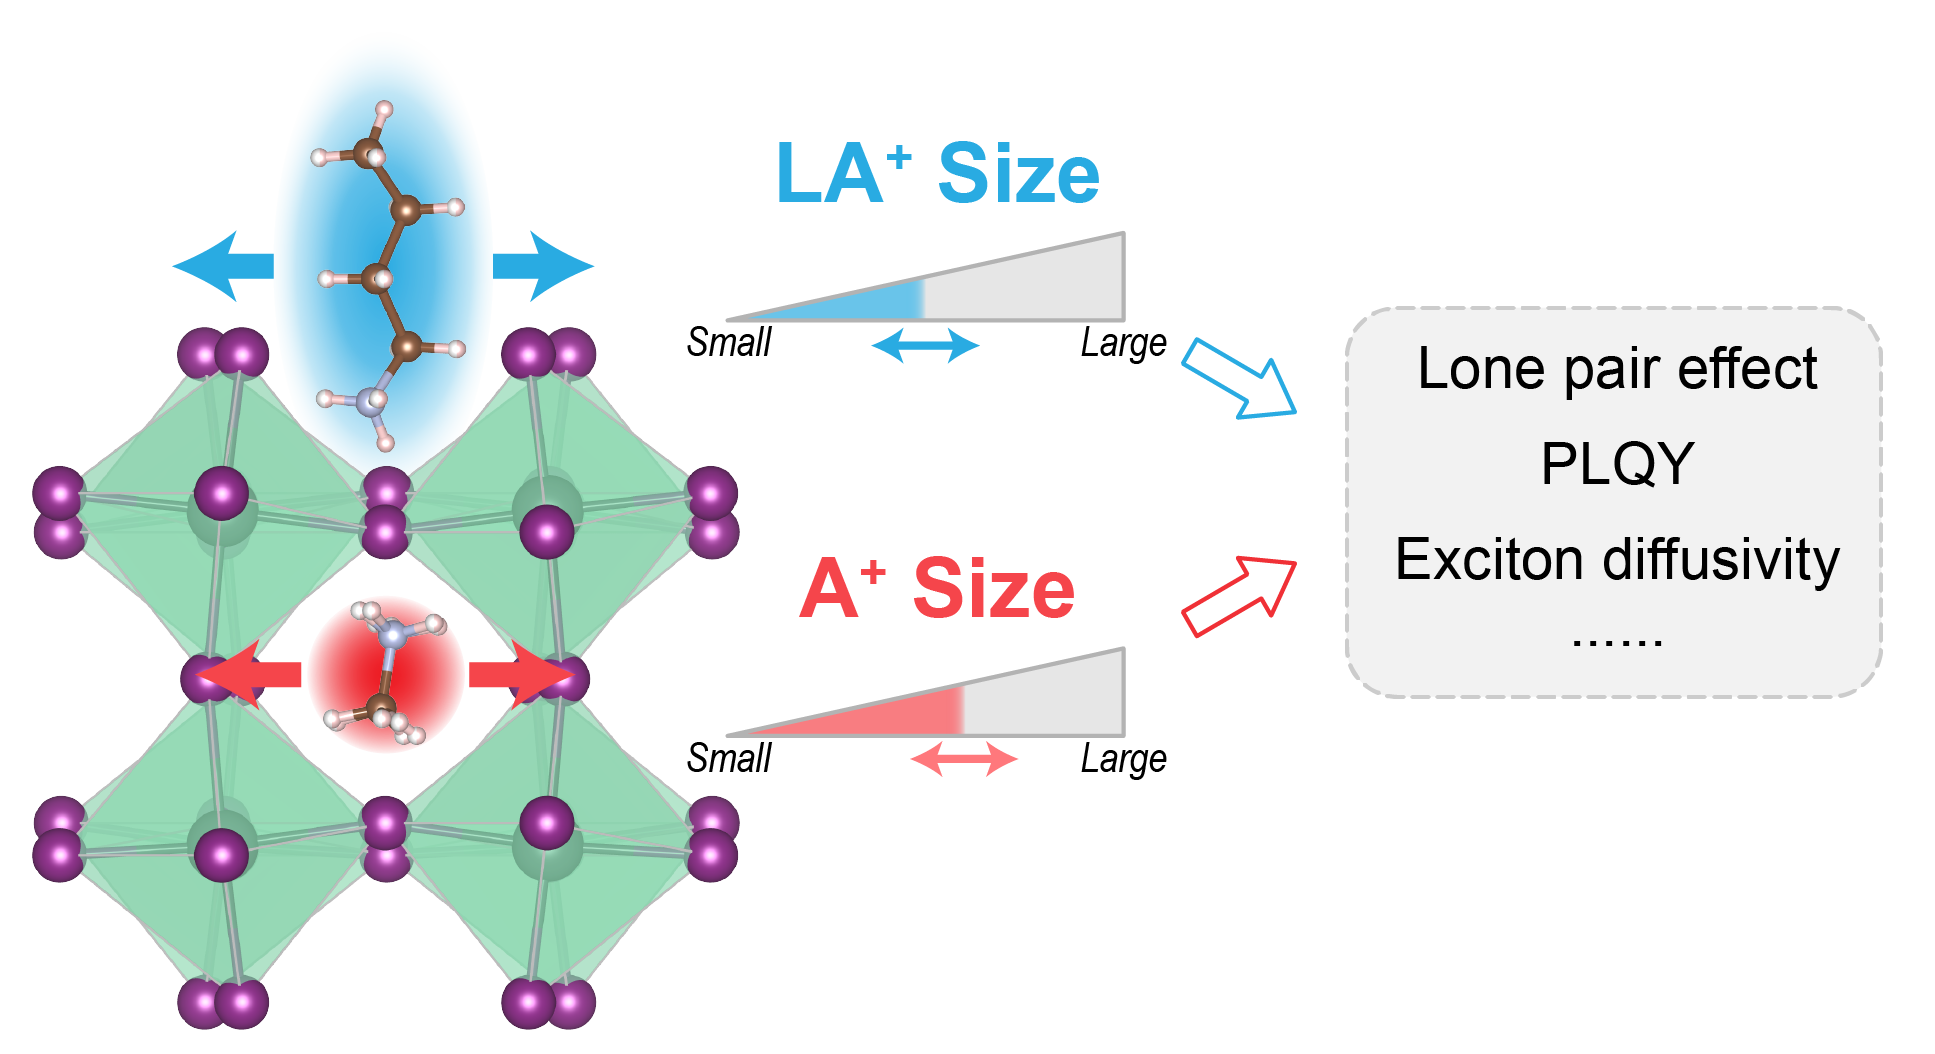 LA⁺ Size
Small
Large
A⁺ Size
Small
Large
Lone pair effect
PLQY
Exciton diffusivity
......